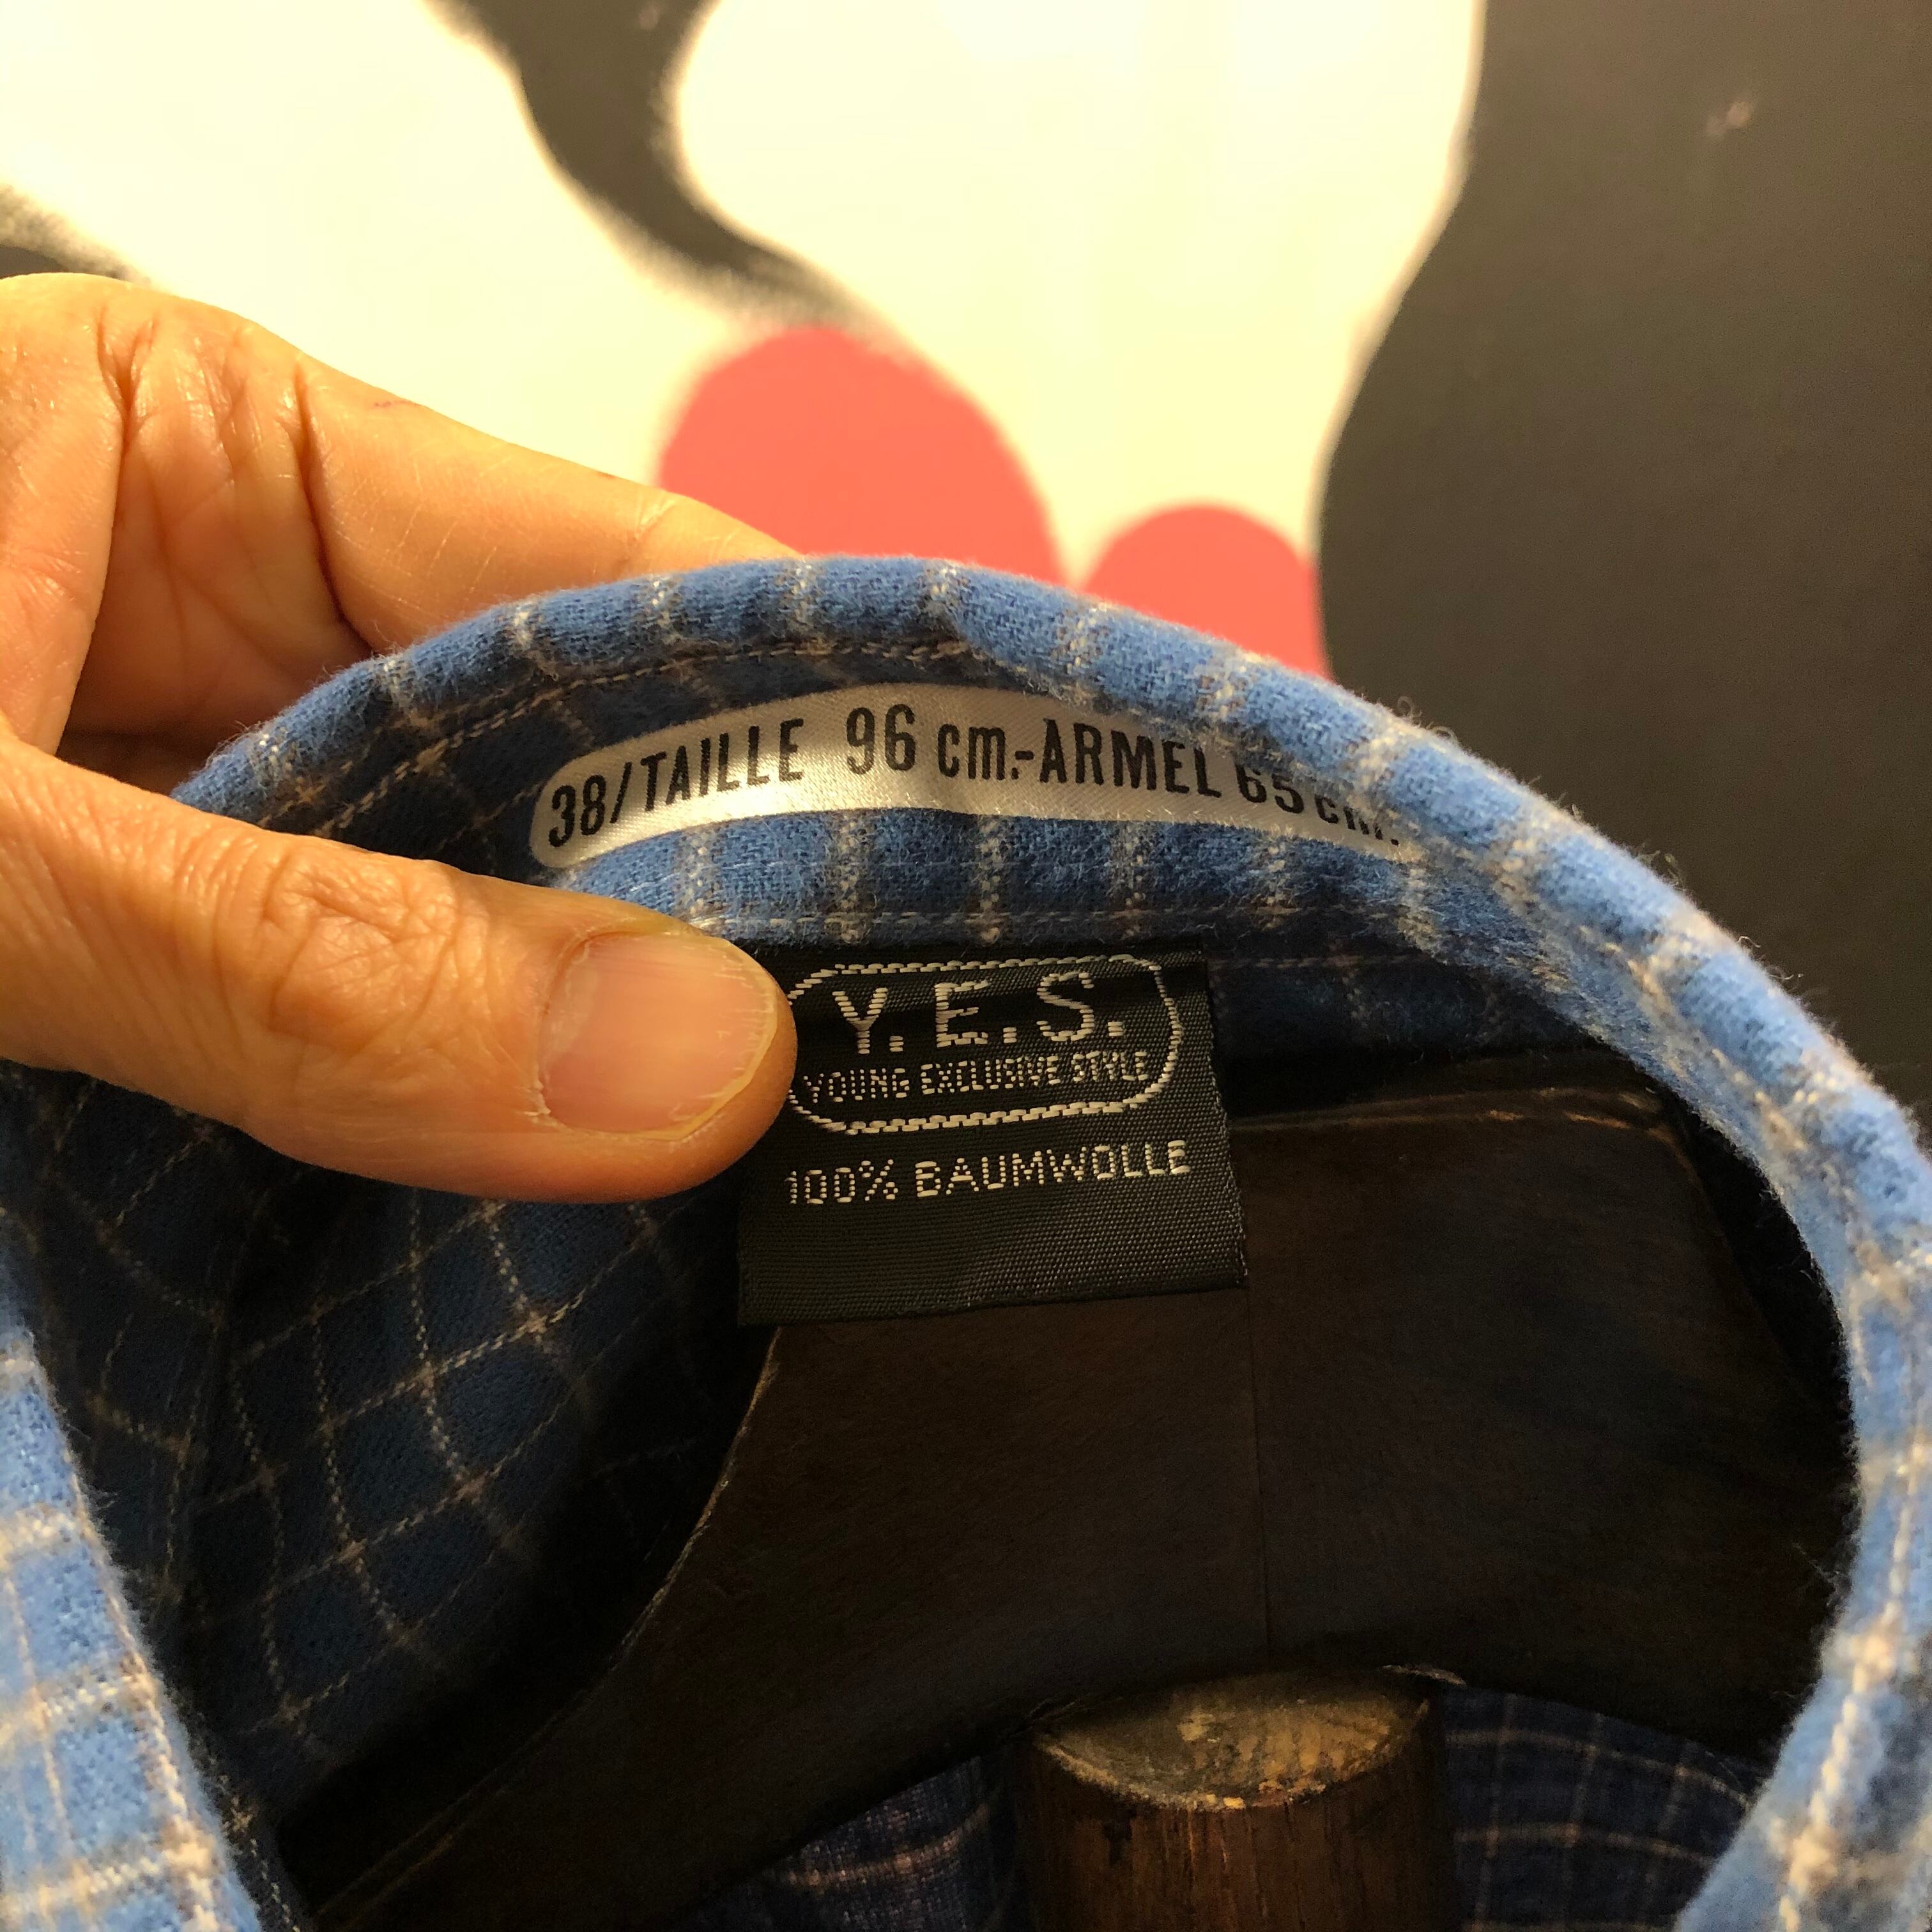 38/TAILLE 96 cm.-ARMEL 65 cm.
Y.E.S.
YOUNG EXCLUSIVE STYLE
100% BAUMWOLLE